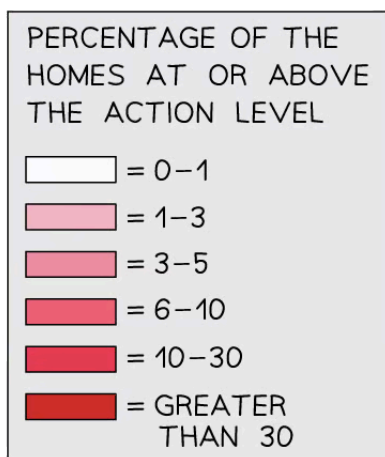 PERCENTAGE OF THE
HOMES AT OR ABOVE
THE ACTION LEVEL
= 0-1
= 1-3
= 3-5
= 6-10
= 10-30
= GREATER
THAN 30